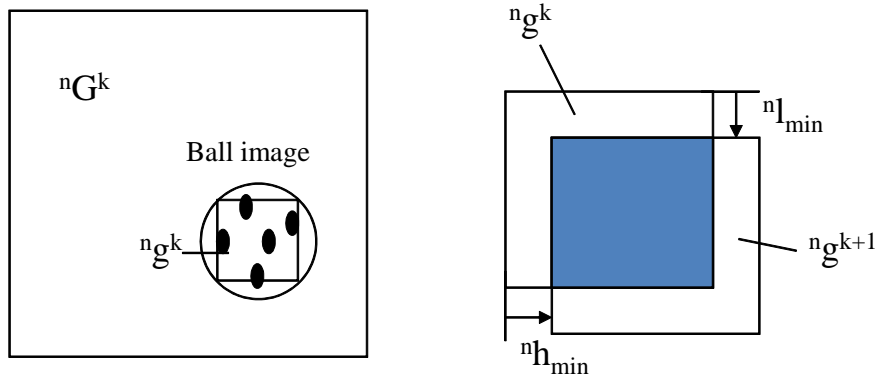 ⁿGᵏ
Ball image
ⁿgᵏ
ⁿgᵏ
ⁿl_min
ⁿgᵏ⁺¹
ⁿh_min